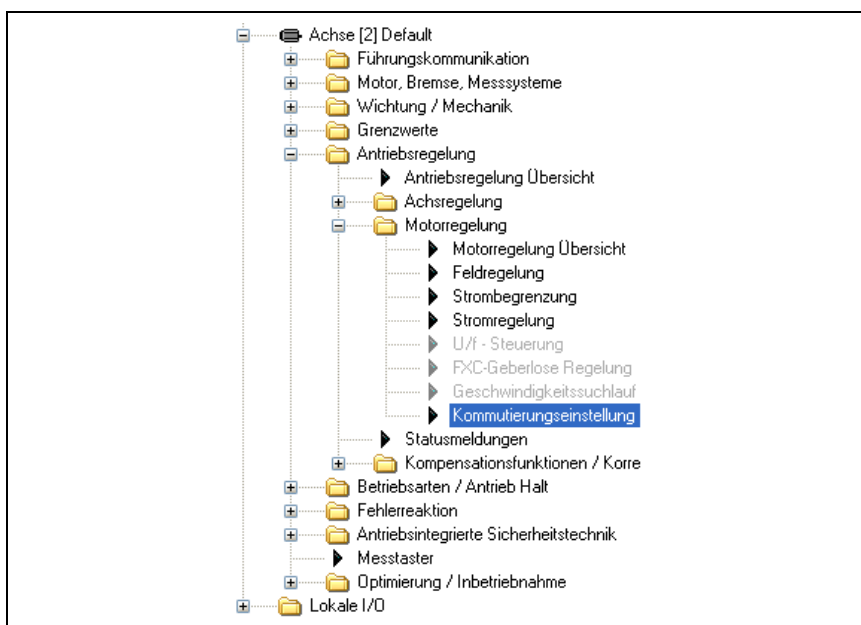 Achse [2] Default
Führungskommunikation
Motor, Bremse, Messsysteme
Wichtung / Mechanik
Grenzwerte
Antriebsregelung
Antriebsregelung Übersicht
Achsregelung
Motorregelung
Motorregelung Übersicht
Feldregelung
Strombegrenzung
Stromregelung
U/f - Steuerung
FXC-Geberlose Regelung
Geschwindigkeitssuchlauf
Kommutierungseinstellung
Statusmeldungen
Kompensationsfunktionen / Korre
Betriebsarten / Antrieb Halt
Fehlerreaktion
Antriebsintegrierte Sicherheitstechnik
Messtaster
Optimierung / Inbetriebnahme
Lokale I/O